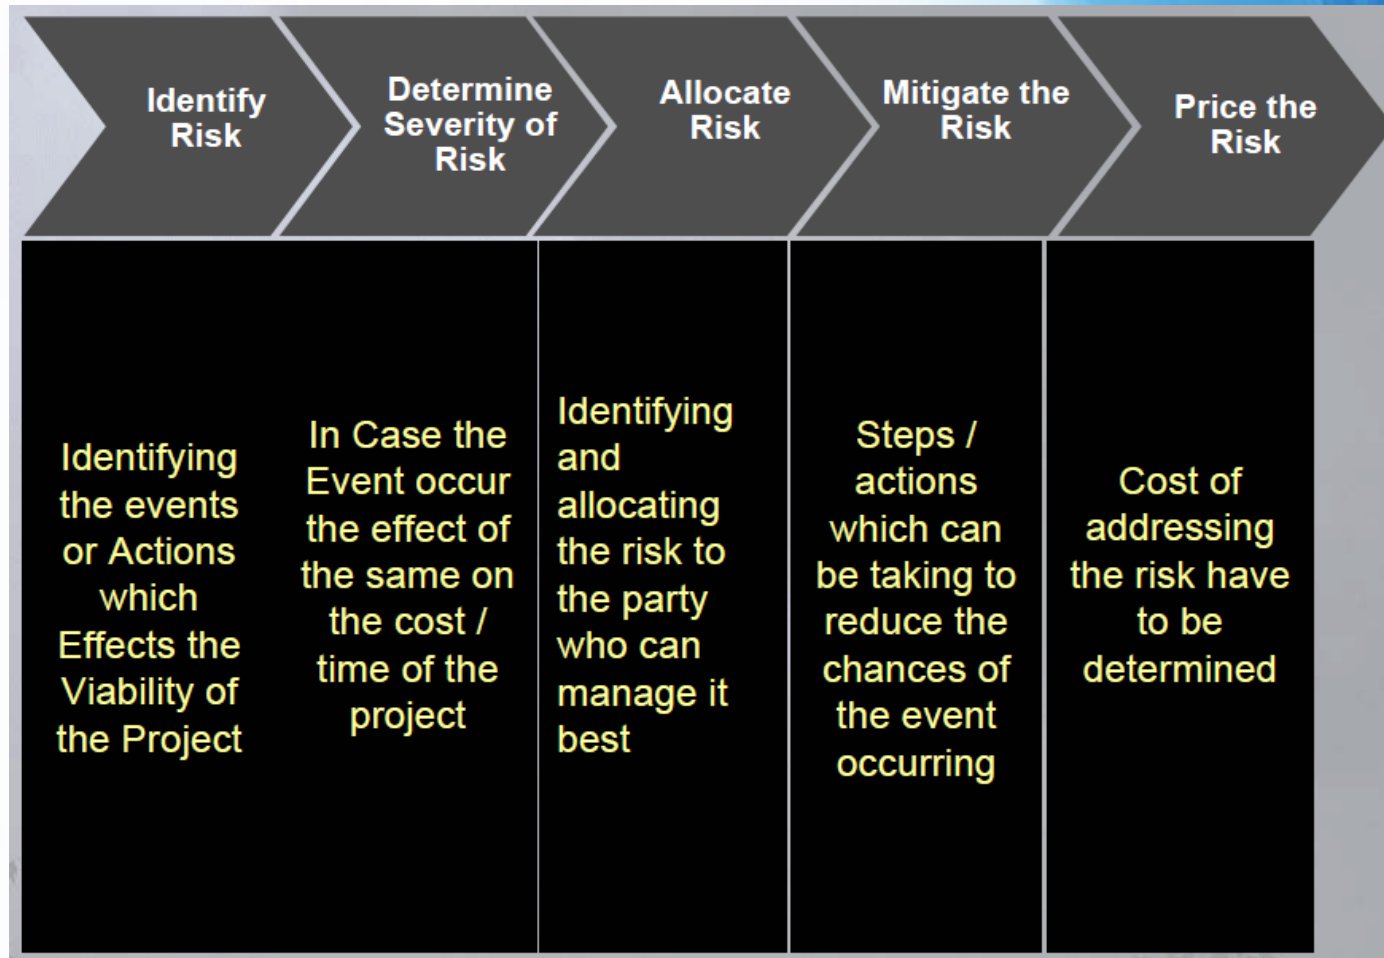 Identify
Risk
Determine
Severity of
Risk
Allocate
Risk
Mitigate the
Risk
Price the
Risk
Identifying
the events
or Actions
which
Effects the
Viability of
the Project
In Case the
Event occur
the effect of
the same on
the cost /
time of the
project
Identifying
and
allocating
the risk to
the party
who can
manage it
best
Steps /
actions
which can
be taking to
reduce the
chances of
the event
occurring
Cost of
addressing
the risk have
to be
determined